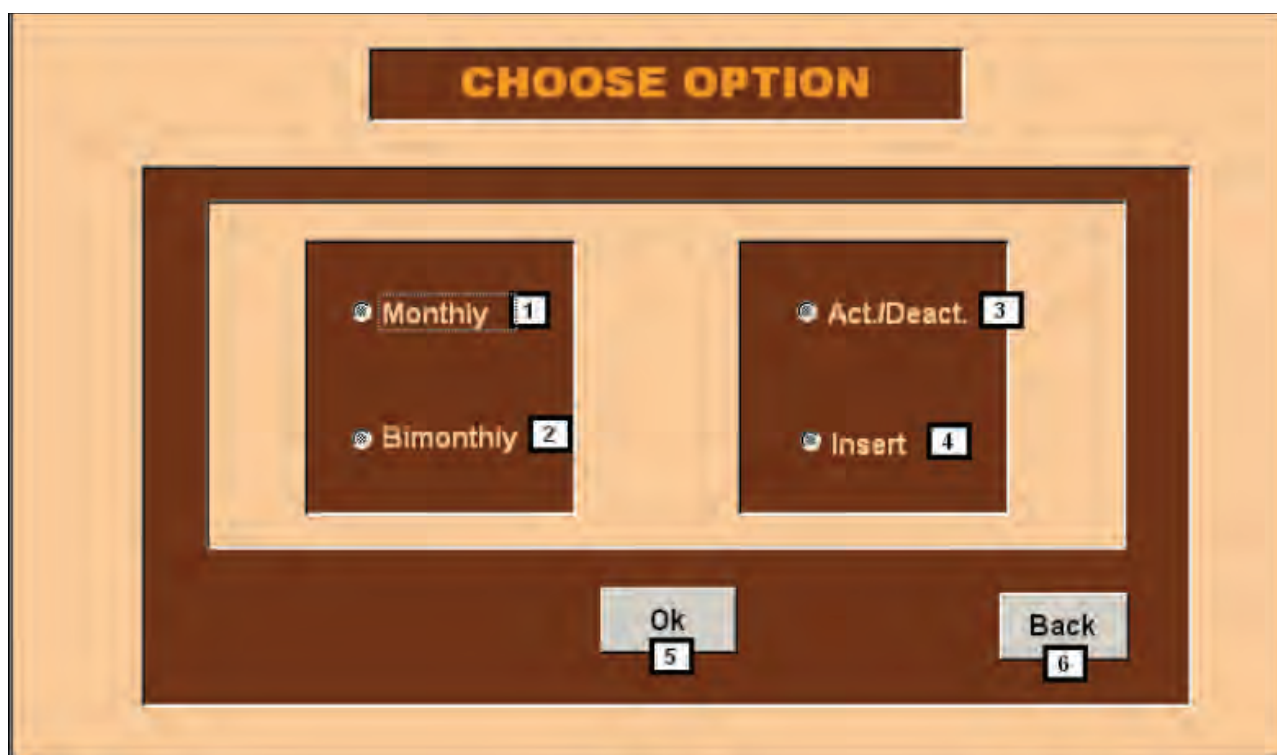 CHOOSE OPTION
Monthly 1
Act./Deact. 3
Bimonthly 2
Insert 4
Ok
5
Back
6